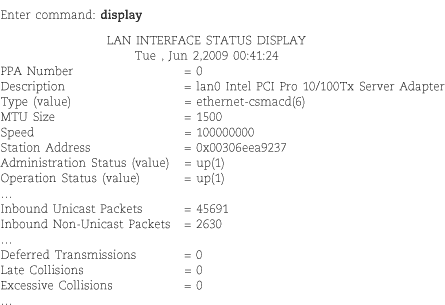 Enter command: display
LAN INTERFACE STATUS DISPLAY
Tue , Jun 2,2009 00:41:24
PPA Number = 0
Description = lan0 Intel PCI Pro 10/100Tx Server Adapter
Type (value) = ethernet-csmacd(6)
MTU Size = 1500
Speed = 100000000
Station Address = 0x00306eea9237
Administration Status (value) = up(1)
Operation Status (value) = up(1)
...
Inbound Unicast Packets = 45691
Inbound Non-Unicast Packets = 2630
...
Deferred Transmissions = 0
Late Collisions = 0
Excessive Collisions = 0
...